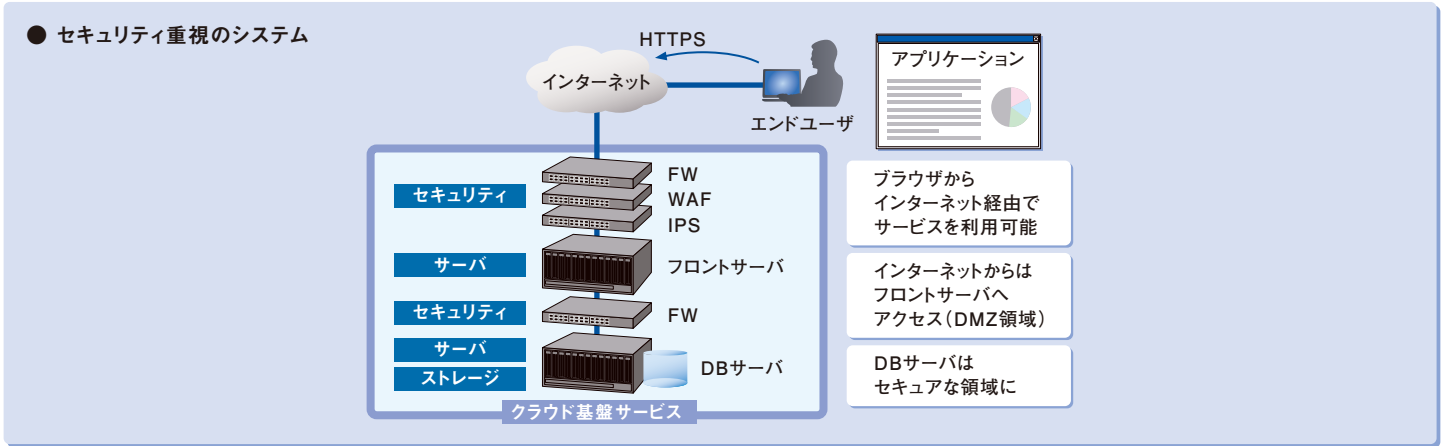 ● セキュリティ重視のシステム
HTTPS
インターネット
エンドユーザ
アプリケーション
セキュリティ
FW
WAF
IPS
サーバ
フロントサーバ
セキュリティ
FW
サーバ
ストレージ
DBサーバ
クラウド基盤サービス
ブラウザから
インターネット経由で
サービスを利用可能
インターネットからは
フロントサーバへ
アクセス（DMZ領域）
DBサーバは
セキュアな領域に